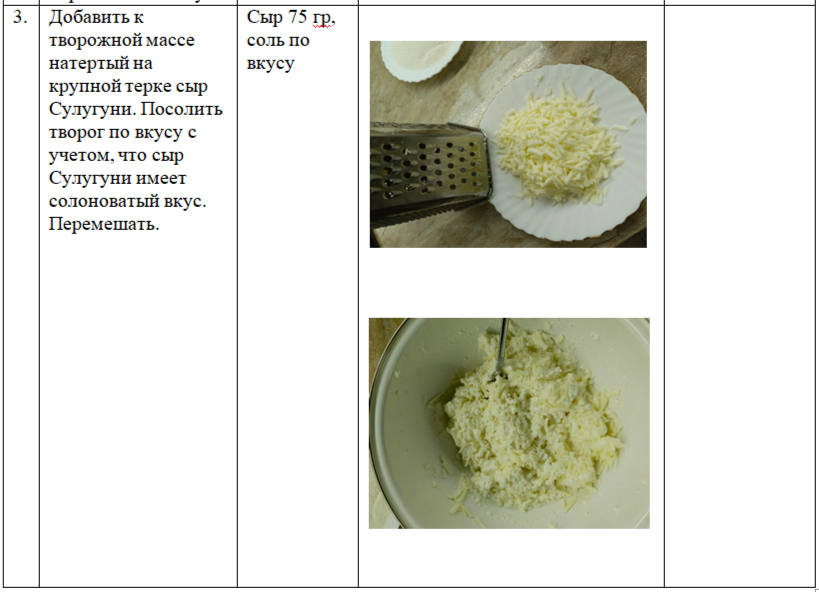 3.
Добавить к
творожной массе
натертый на
крупной терке сыр
Сулугуни. Посолить
творог по вкусу с
учетом, что сыр
Сулугуни имеет
солоноватый вкус.
Перемешать.
Сыр 75 гр,
соль по
вкусу